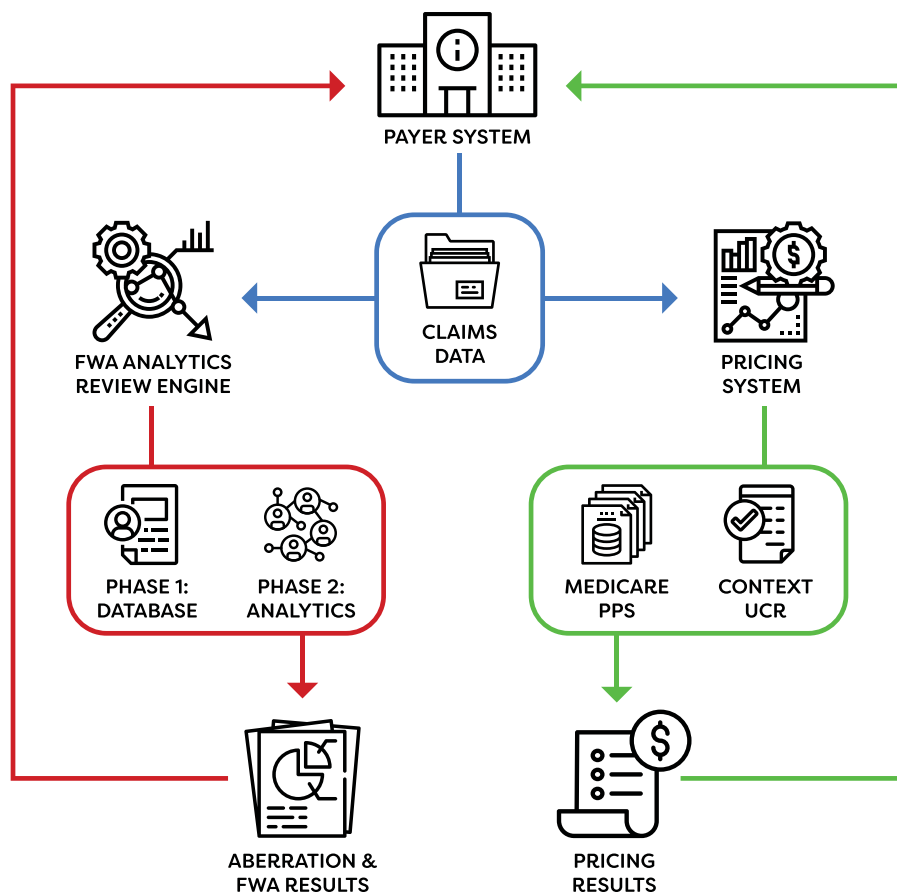 PAYER SYSTEM
CLAIMS
DATA
FWA ANALYTICS
REVIEW ENGINE
$
PRICING
SYSTEM
PHASE 1:
DATABASE
PHASE 2:
ANALYTICS
MEDICARE
PPS
CONTEXT
UCR
ABERRATION &
FWA RESULTS
$
PRICING
RESULTS